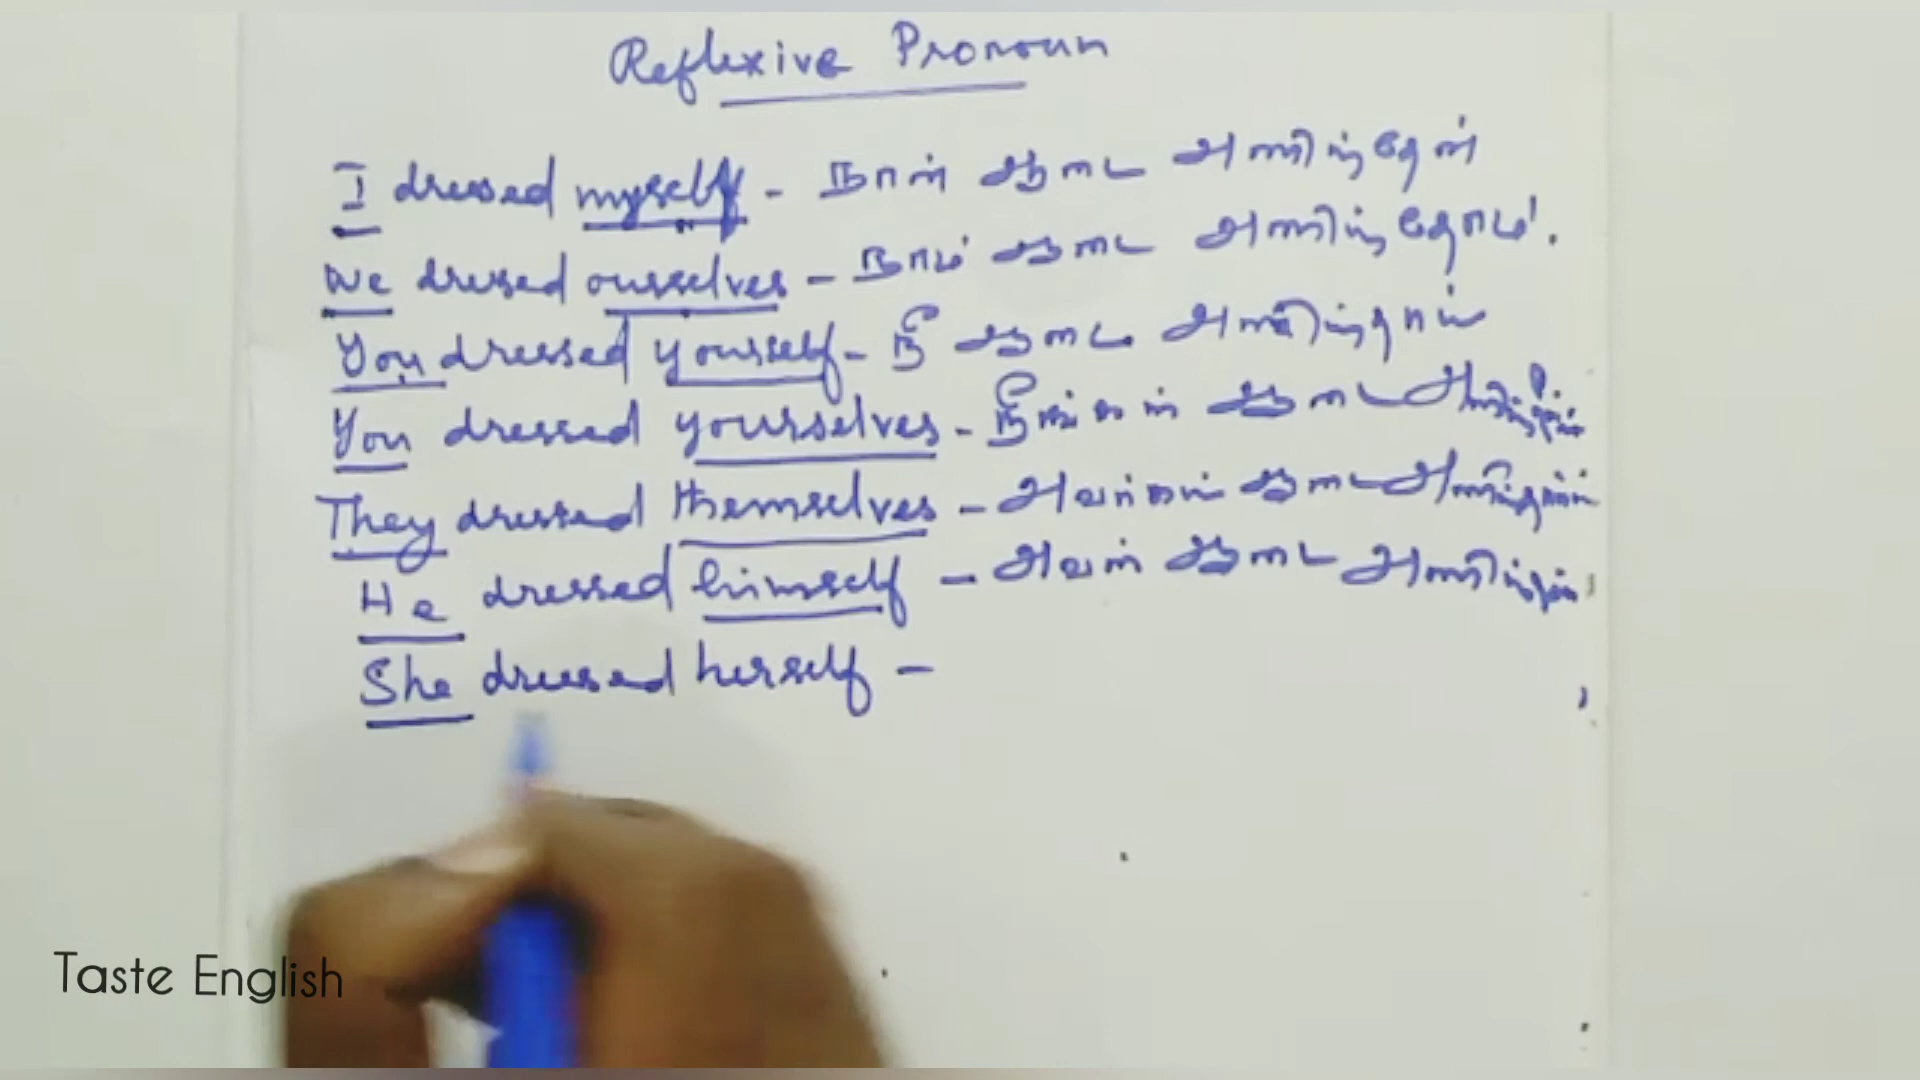 Reflexive Pronoun
I dressed myself - நான் ஆடை அணிந்தேன்
We dressed ourselves - நாம் ஆடை அணிந்தோம்.
You dressed yourself - நீ ஆடை அணிந்தாய்
You dressed yourselves - நீங்கள் ஆடை
They dressed themselves - அவர்கள் ஆடை அணிந்தார்கள்
He dressed himself - அவன் ஆடை அணிந்தான்
She dressed herself -
Taste English